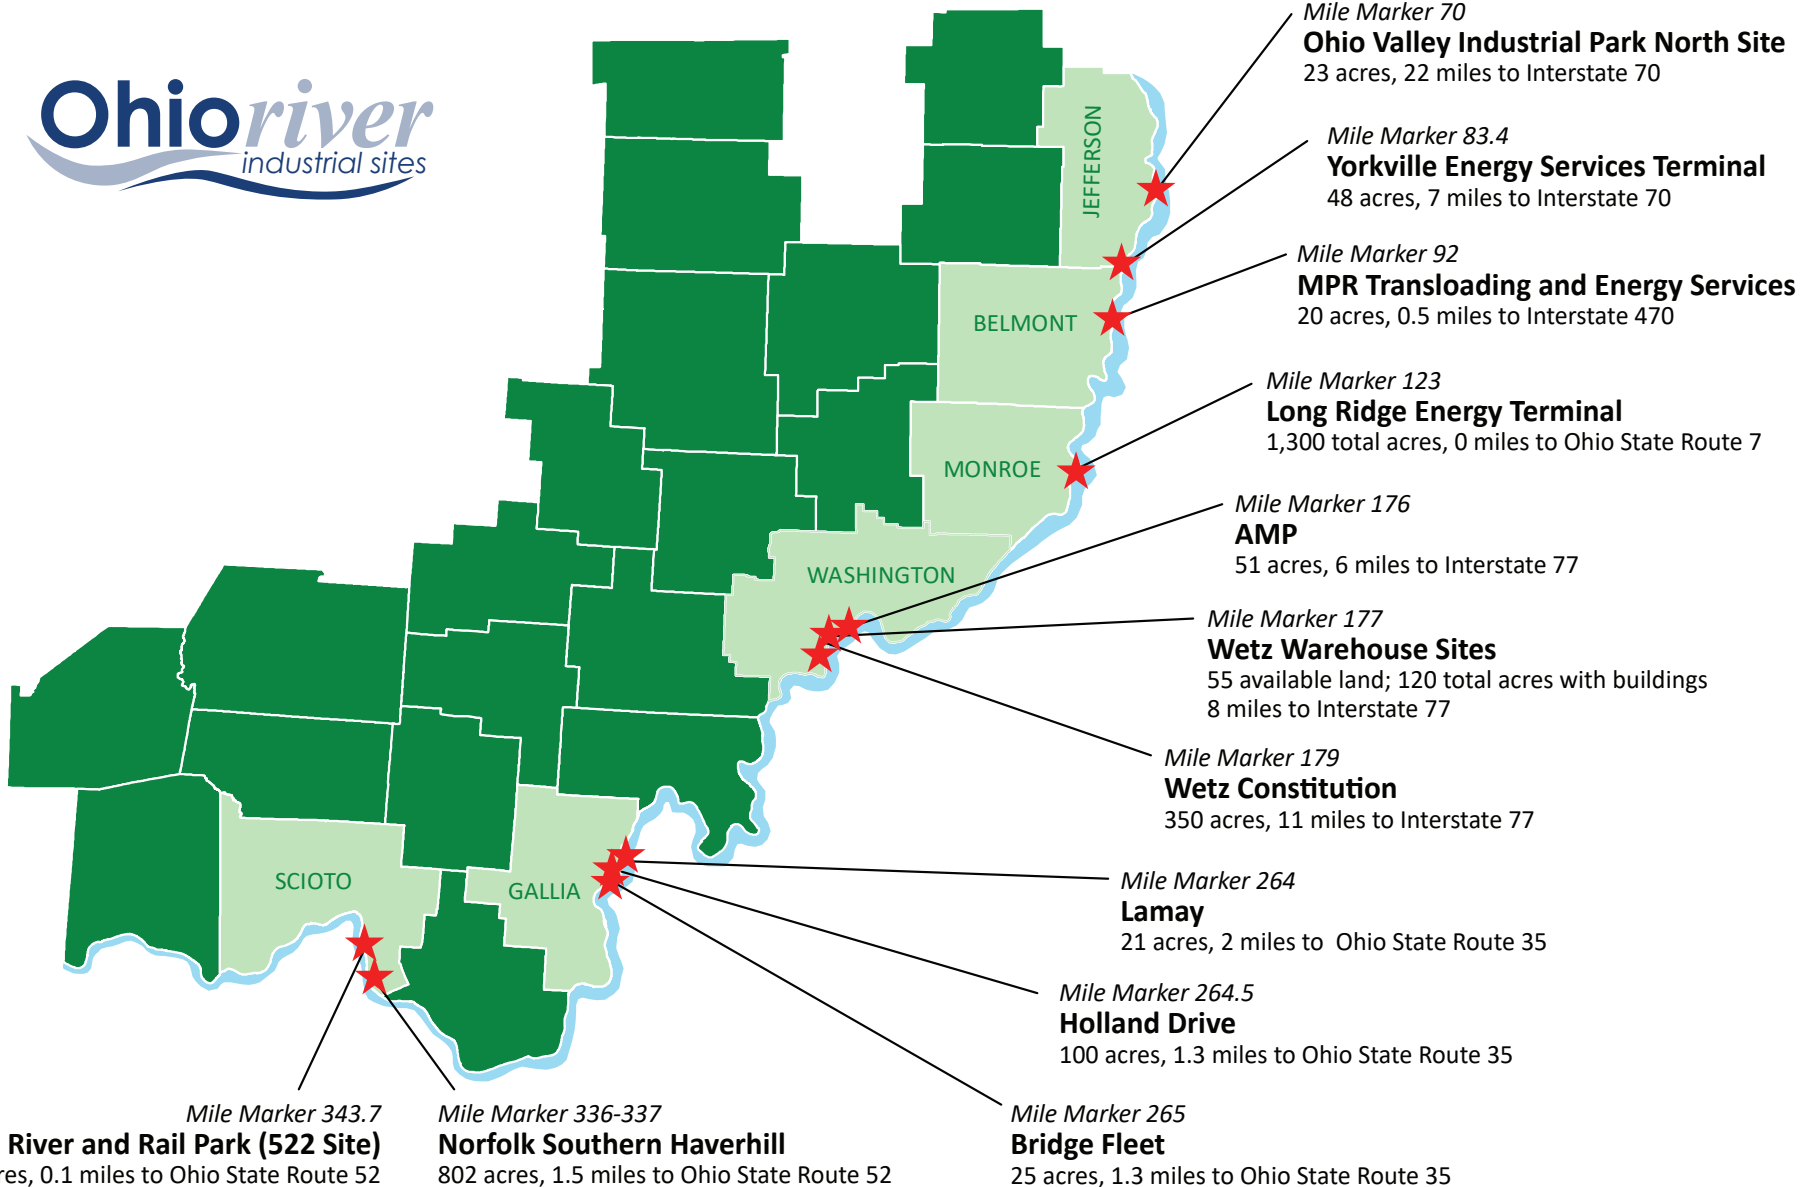 Ohio river
industrial sites
Mile Marker 70
Ohio Valley Industrial Park North Site
23 acres, 22 miles to Interstate 70
Mile Marker 83.4
Yorkville Energy Services Terminal
48 acres, 7 miles to Interstate 70
Mile Marker 92
MPR Transloading and Energy Services
20 acres, 0.5 miles to Interstate 470
Mile Marker 123
Long Ridge Energy Terminal
1,300 total acres, 0 miles to Ohio State Route 7
Mile Marker 176
AMP
51 acres, 6 miles to Interstate 77
Mile Marker 177
Wetz Warehouse Sites
55 available land; 120 total acres with buildings
8 miles to Interstate 77
Mile Marker 179
Wetz Constitution
350 acres, 11 miles to Interstate 77
Mile Marker 264
Lamay
21 acres, 2 miles to Ohio State Route 35
Mile Marker 264.5
Holland Drive
100 acres, 1.3 miles to Ohio State Route 35
Mile Marker 265
Bridge Fleet
25 acres, 1.3 miles to Ohio State Route 35
Mile Marker 336-337
Norfolk Southern Haverhill
802 acres, 1.5 miles to Ohio State Route 52
Mile Marker 343.7
River and Rail Park (522 Site)
0.1 miles to Ohio State Route 52
JEFFERSON
BELMONT
MONROE
WASHINGTON
GALLIA
SCIOTO